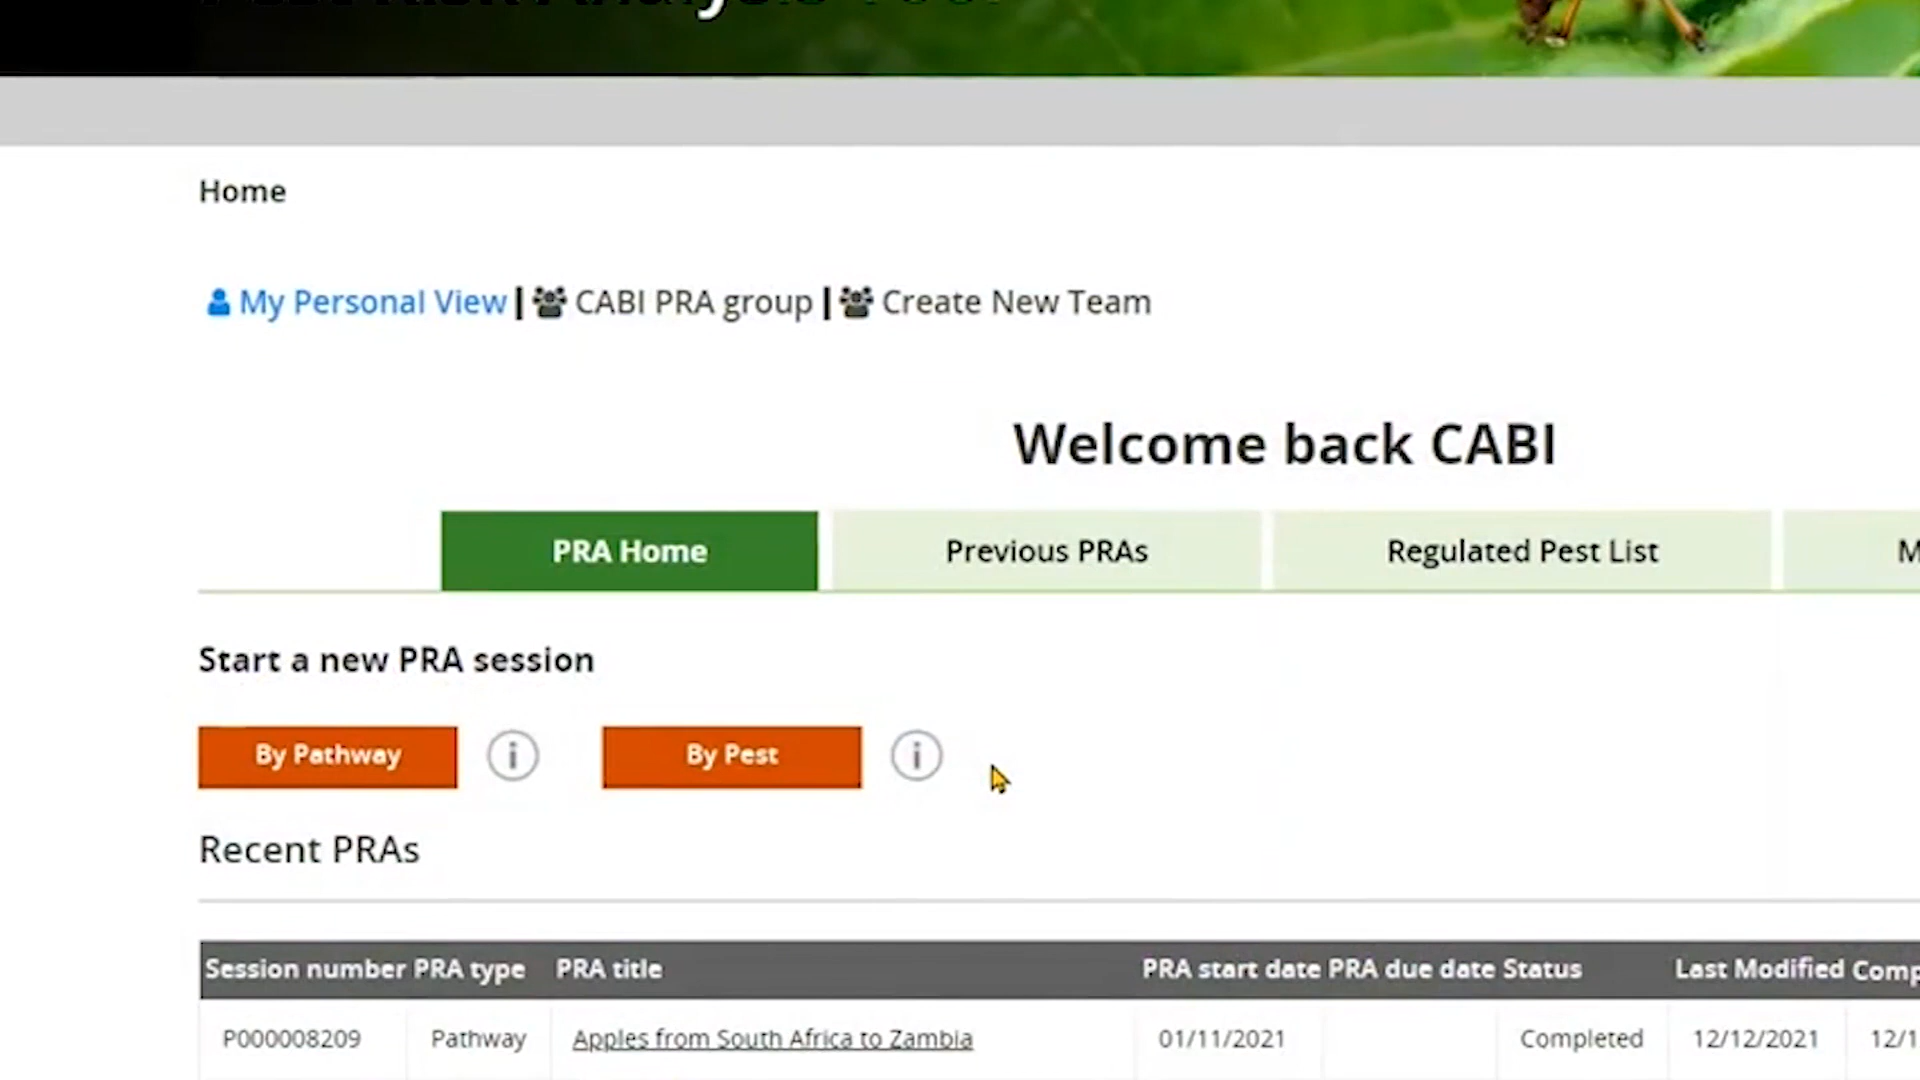 Home
My Personal View | CABI PRA group | Create New Team
Welcome back CABI
PRA Home
Previous PRAs
Regulated Pest List
Start a new PRA session
By Pathway
By Pest
Recent PRAs
Session number PRA type PRA title PRA start date PRA due date Status Last Modified
P000008209 Pathway Apples from South Africa to Zambia 01/11/2021 Completed 12/12/2021